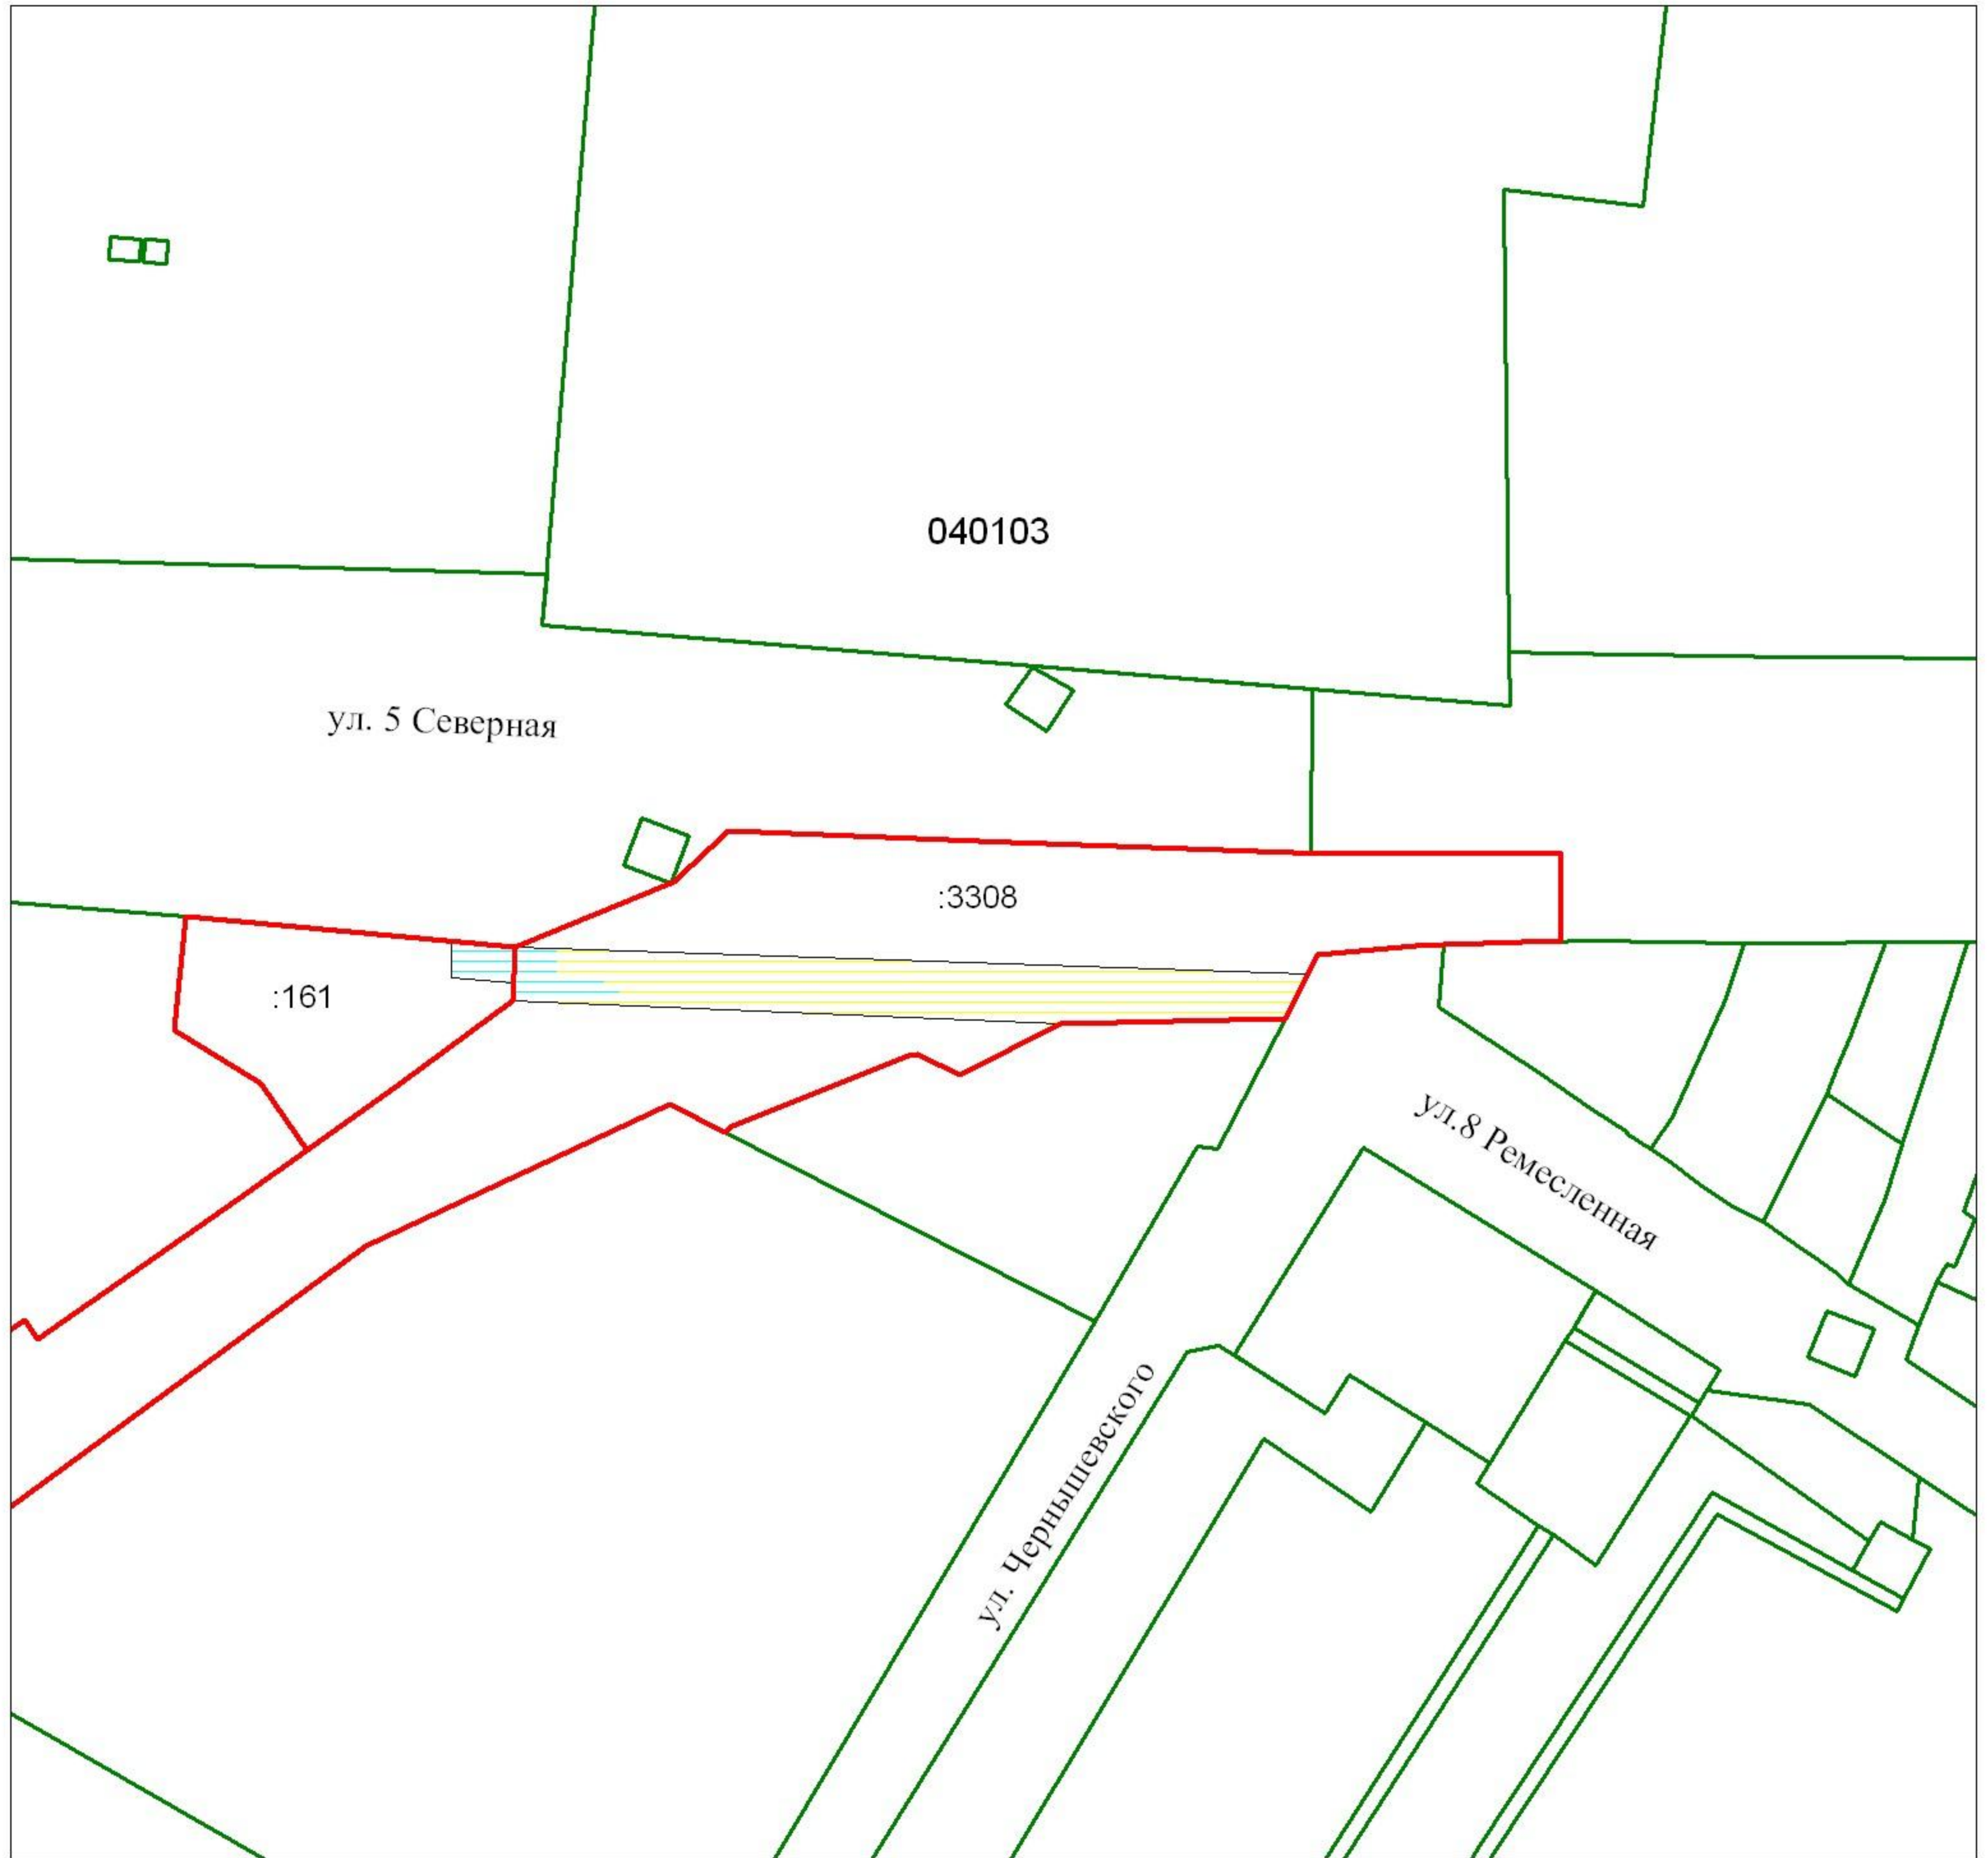 040103
ул. 5 Северная
:3308
:161
ул.8 Ремесленная
ул. Чернышевского